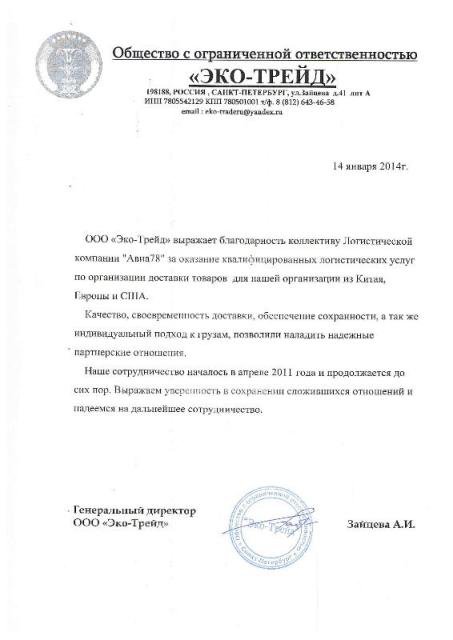 Общество с ограниченной ответственностью
«ЭКО-ТРЕЙД»
198188, РОССИЯ , САНКТ-ПЕТЕРБУРГ, ул.Зайцева д.41 лит А
ИНН 7805542129 КПП 780501001 т/ф. 8 (812) 643-46-58
email : eko-traderu@yandex.ru
14 января 2014г.
ООО «Эко-Трейд» выражает благодарность коллективу Логистической
компании "Авиа78" за оказание квалифицированных логистических услуг
по организации доставки товаров для нашей организации из Китая,
Европы и США.
Качество, своевременность доставки, обеспечение сохранности, а так же
индивидуальный подход к грузам, позволили наладить надежные
партнерские отношения.
Наше сотрудничество началось в апреле 2011 года и продолжается до
сих пор. Выражаем уверенность в сохранении сложившихся отношений и
надеемся на дальнейшее сотрудничество.
Генеральный директор
ООО «Эко-Трейд»
"Эко-Трейд"
Зайцева А.И.